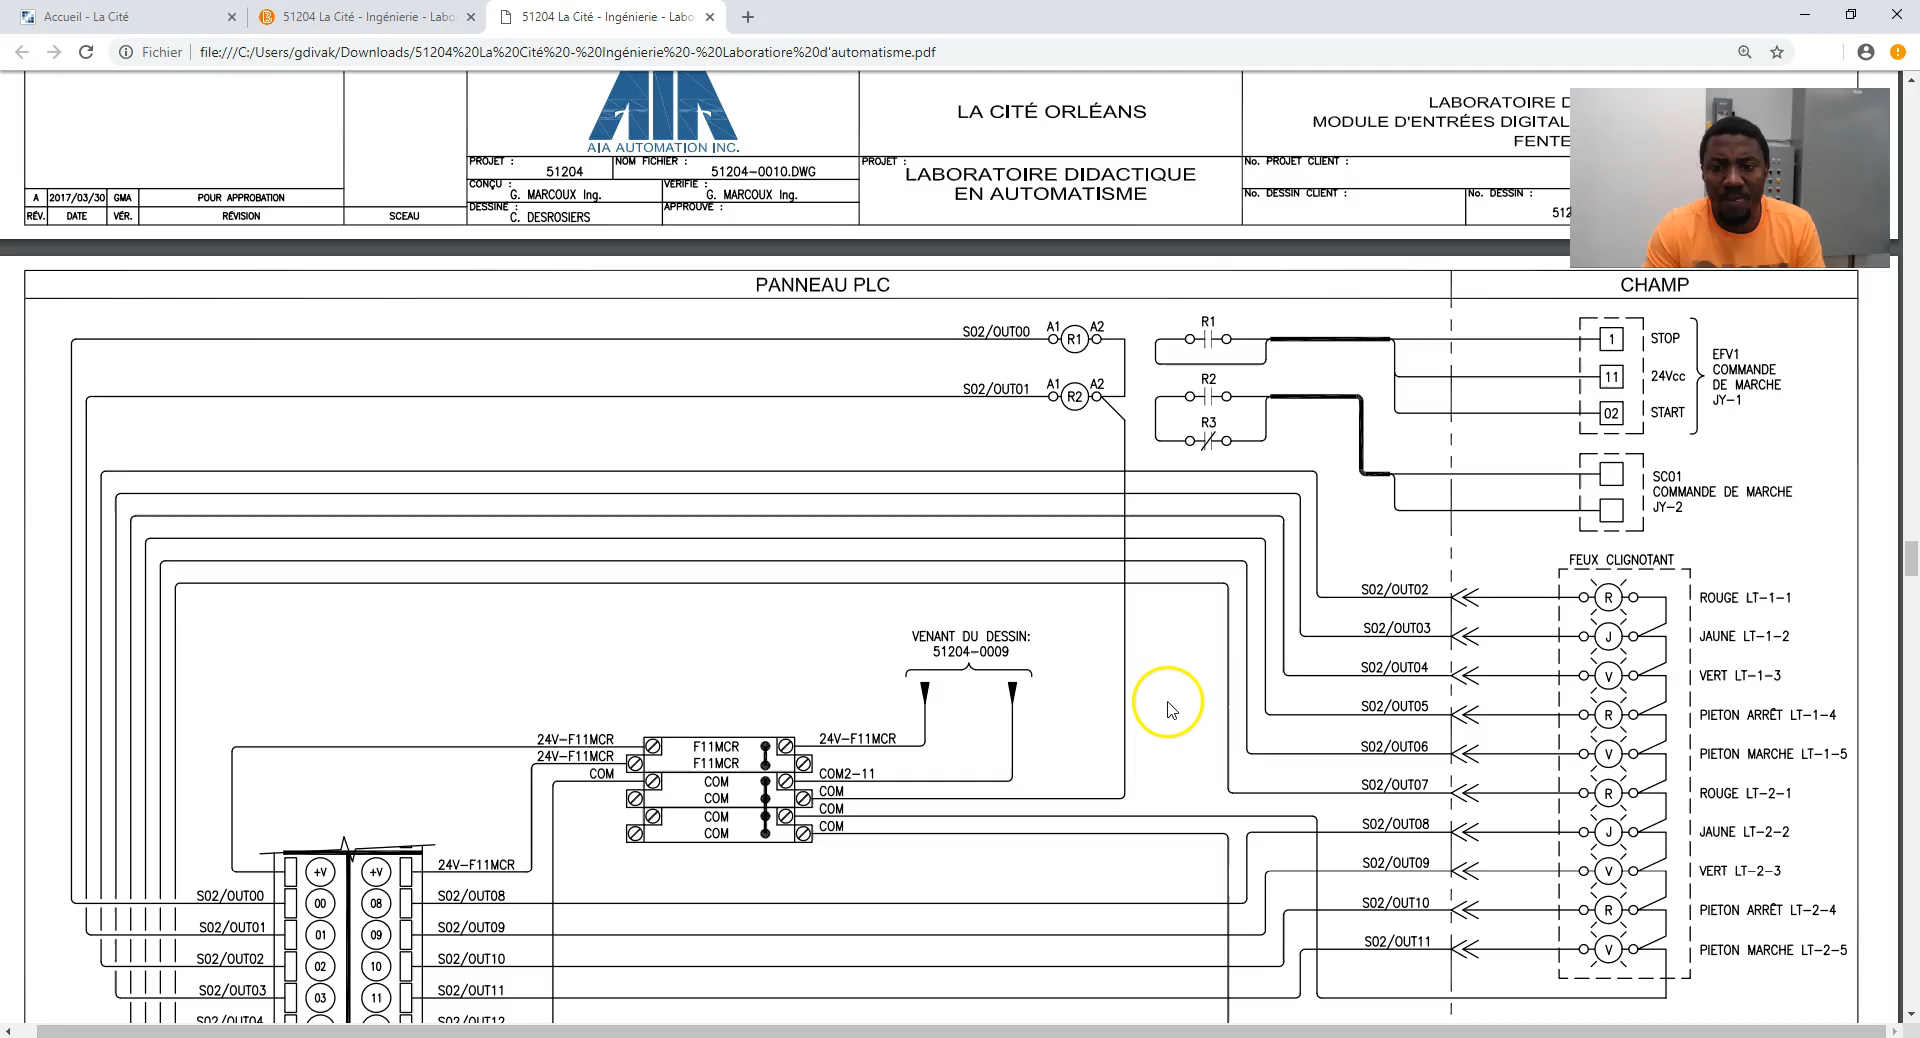 Accueil - La Cité
51204 La Cité - Ingénierie - Labo
51204 La Cité - Ingénierie - Labo
Fichier
file:///C:/Users/gdivak/Downloads/51204%20La%20Cité%20-%20Ingénierie%20-%20Laboratiore%20d'automatisme.pdf
AIA AUTOMATION INC.
LA CITÉ ORLÉANS
LABORATOIRE D
MODULE D'ENTRÉES DIGITAL
FENTE
PROJET :
51204
NOM FICHIER :
51204-0010.DWG
PROJET :
LABORATOIRE DIDACTIQUE
EN AUTOMATISME
No. PROJET CLIENT :
CONÇU :
G. MARCOUX Ing.
VÉRIFIÉ :
G. MARCOUX Ing.
No. DESSIN CLIENT :
No. DESSIN :
512
DESSINÉ :
C. DESROSIERS
APPROUVÉ :
A 2017/03/30 GMA POUR APPROBATION
RÉV. DATE VÉR. RÉVISION SCEAU
PANNEAU PLC
CHAMP
S02/OUT00 A1 R1 A2
R1
1 STOP
11 24Vcc
02 START
EFV1
COMMANDE
DE MARCHE
JY-1
S02/OUT01 A1 R2 A2
R2
R3
SC01
COMMANDE DE MARCHE
JY-2
FEUX CLIGNOTANT
S02/OUT02 R ROUGE LT-1-1
S02/OUT03 J JAUNE LT-1-2
S02/OUT04 V VERT LT-1-3
S02/OUT05 R PIETON ARRÊT LT-1-4
S02/OUT06 V PIETON MARCHE LT-1-5
S02/OUT07 R ROUGE LT-2-1
S02/OUT08 J JAUNE LT-2-2
S02/OUT09 V VERT LT-2-3
S02/OUT10 R PIETON ARRÊT LT-2-4
S02/OUT11 V PIETON MARCHE LT-2-5
VENANT DU DESSIN:
51204-0009
24V-F11MCR F11MCR 24V-F11MCR
24V-F11MCR F11MCR
COM COM COM2-11
COM COM
COM COM
COM COM
+V +V 24V-F11MCR
S02/OUT00 00 08 S02/OUT08
S02/OUT01 01 09 S02/OUT09
S02/OUT02 02 10 S02/OUT10
S02/OUT03 03 11 S02/OUT11
S02/OUT04 S02/OUT12